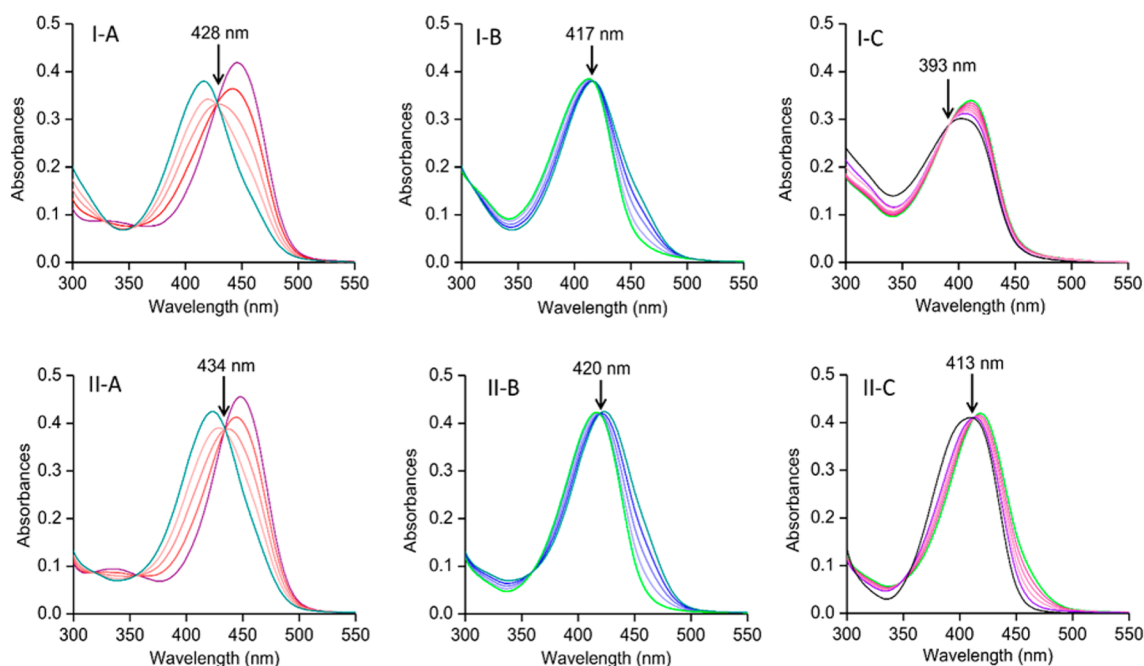 I-A
428 nm
0.5
0.4
0.3
0.2
0.1
0.0
Absorbances
300 350 400 450 500 550
Wavelength (nm)
I-B
417 nm
0.5
0.4
0.3
0.2
0.1
0.0
Absorbances
300 350 400 450 500 550
Wavelength (nm)
I-C
393 nm
0.5
0.4
0.3
0.2
0.1
0.0
Absorbances
300 350 400 450 500 550
Wavelength (nm)
II-A
434 nm
0.5
0.4
0.3
0.2
0.1
0.0
Absorbances
300 350 400 450 500 550
Wavelength (nm)
II-B
420 nm
0.5
0.4
0.3
0.2
0.1
0.0
Absorbances
300 350 400 450 500 550
Wavelength (nm)
II-C
413 nm
0.5
0.4
0.3
0.2
0.1
0.0
Absorbances
300 350 400 450 500 550
Wavelength (nm)